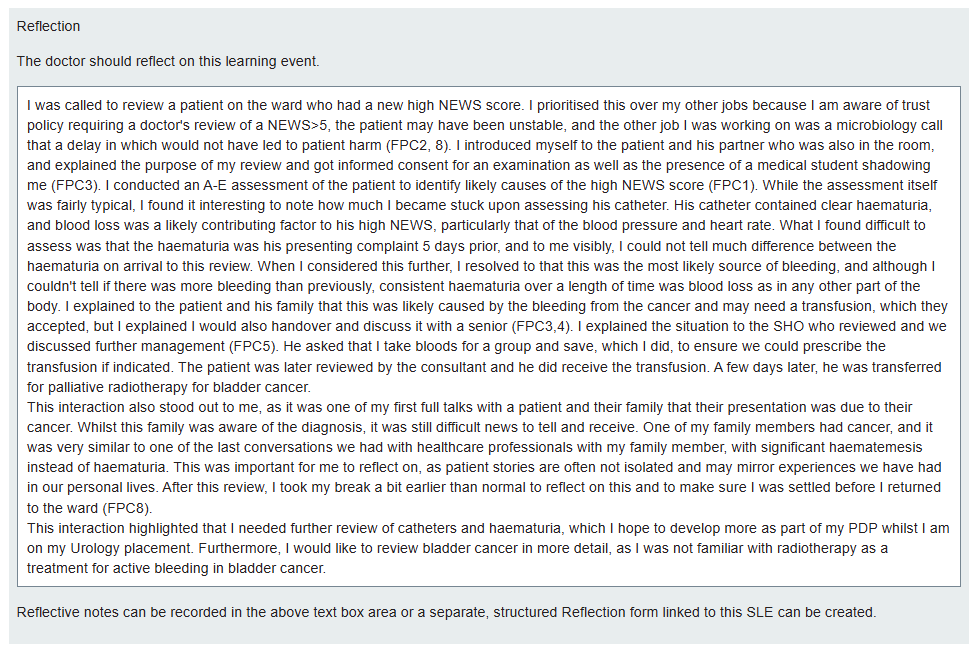 Reflection
The doctor should reflect on this learning event.
I was called to review a patient on the ward who had a new high NEWS score. I prioritised this over my other jobs because I am aware of trust
policy requiring a doctor's review of a NEWS>5, the patient may have been unstable, and the other job I was working on was a microbiology call
that a delay in which would not have led to patient harm (FPC2, 8). I introduced myself to the patient and his partner who was also in the room,
and explained the purpose of my review and got informed consent for an examination as well as the presence of a medical student shadowing
me (FPC3). I conducted an A-E assessment of the patient to identify likely causes of the high NEWS score (FPC1). While the assessment itself
was fairly typical, I found it interesting to note how much I became stuck upon assessing his catheter. His catheter contained clear haematuria,
and blood loss was a likely contributing factor to his high NEWS, particularly that of the blood pressure and heart rate. What I found difficult to
assess was that the haematuria was his presenting complaint 5 days prior, and to me visibly, I could not tell much difference between the
haematuria on arrival to this review. When I considered this further, I resolved to that this was the most likely source of bleeding, and although I
couldn't tell if there was more bleeding than previously, consistent haematuria over a length of time was blood loss as in any other part of the
body. I explained to the patient and his family that this was likely caused by the bleeding from the cancer and may need a transfusion, which they
accepted, but I explained I would also handover and discuss it with a senior (FPC3,4). I explained the situation to the SHO who reviewed and we
discussed further management (FPC5). He asked that I take bloods for a group and save, which I did, to ensure we could prescribe the
transfusion if indicated. The patient was later reviewed by the consultant and he did receive the transfusion. A few days later, he was transferred
for palliative radiotherapy for bladder cancer.
This interaction also stood out to me, as it was one of my first full talks with a patient and their family that their presentation was due to their
cancer. Whilst this family was aware of the diagnosis, it was still difficult news to tell and receive. One of my family members had cancer, and it
was very similar to one of the last conversations we had with healthcare professionals with my family member, with significant haematemesis
instead of haematuria. This was important for me to reflect on, as patient stories are often not isolated and may mirror experiences we have had
in our personal lives. After this review, I took my break a bit earlier than normal to reflect on this and to make sure I was settled before I returned
to the ward (FPC8).
This interaction highlighted that I needed further review of catheters and haematuria, which I hope to develop more as part of my PDP whilst I am
on my Urology placement. Furthermore, I would like to review bladder cancer in more detail, as I was not familiar with radiotherapy as a
treatment for active bleeding in bladder cancer.
Reflective notes can be recorded in the above text box area or a separate, structured Reflection form linked to this SLE can be created.